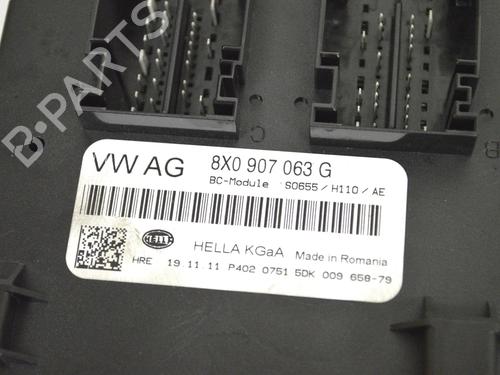 B-PARTS
VW AG 8X0 907 063 G
BC-Module S0655/H110/AE
HELLA
HELLA KGaA Made in Romania
HRE 19.11.11 P402 0751 5DK 009 658-79